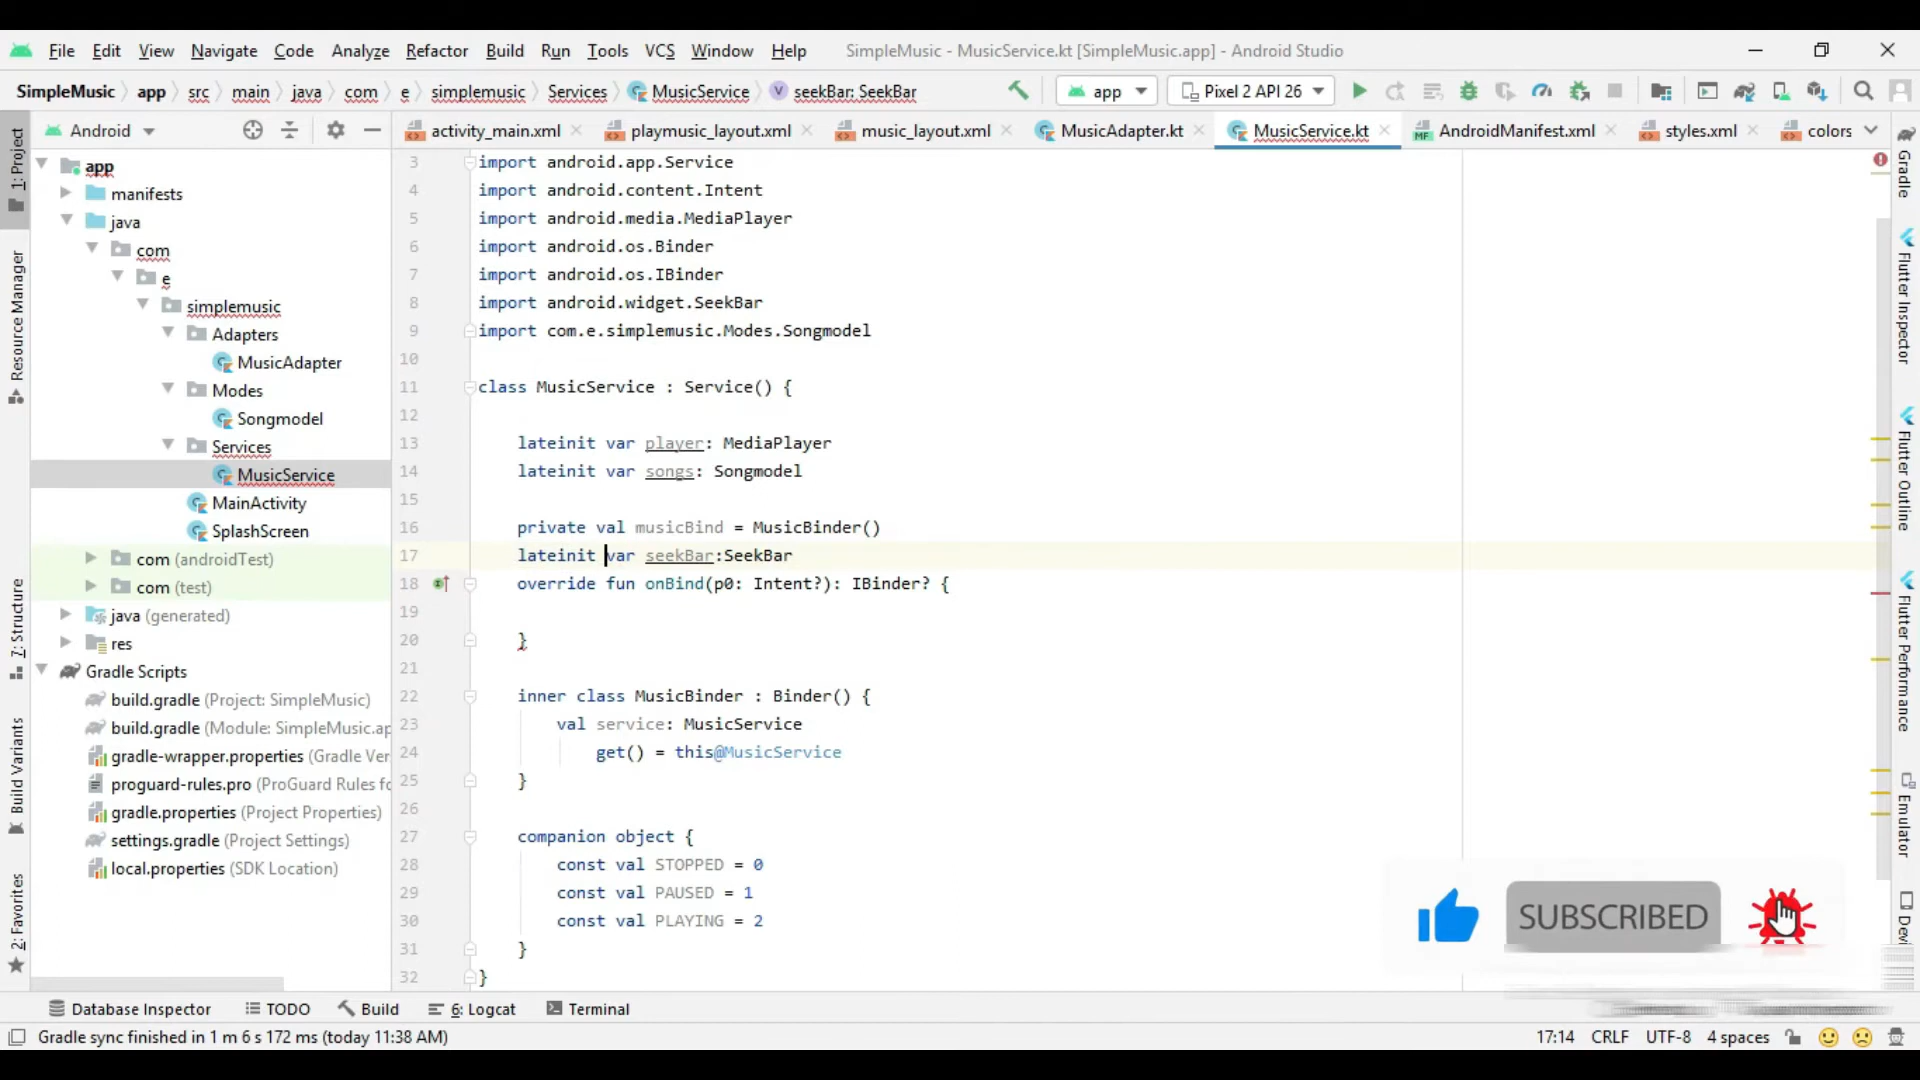 File Edit View Navigate Code Analyze Refactor Build Run Tools VCS Window Help SimpleMusic - MusicService.kt [SimpleMusic.app] - Android Studio
SimpleMusic app src main java com e simplemusic Services MusicService V seekBar: SeekBar app Pixel 2 API 26
Android activity_main.xml playmusic_layout.xml music_layout.xml MusicAdapter.kt MusicService.kt MF AndroidManifest.xml styles.xml colors
1: Project
Resource Manager
7: Structure
Build Variants
2: Favorites
app
manifests
java
com
e
simplemusic
Adapters
MusicAdapter
Modes
Songmodel
Services
MusicService
MainActivity
SplashScreen
com (androidTest)
com (test)
java (generated)
res
Gradle Scripts
build.gradle (Project: SimpleMusic)
build.gradle (Module: SimpleMusic.ap
gradle-wrapper.properties (Gradle Ver
proguard-rules.pro (ProGuard Rules fo
gradle.properties (Project Properties)
settings.gradle (Project Settings)
local.properties (SDK Location)
3 import android.app.Service
4 import android.content.Intent
5 import android.media.MediaPlayer
6 import android.os.Binder
7 import android.os.IBinder
8 import android.widget.SeekBar
9 import com.e.simplemusic.Modes.Songmodel
10
11 class MusicService : Service() {
12
13 lateinit var player: MediaPlayer
14 lateinit var songs: Songmodel
15
16 private val musicBind = MusicBinder()
17 lateinit var seekBar:SeekBar
18 override fun onBind(p0: Intent?): IBinder? {
19
20 }
21
22 inner class MusicBinder : Binder() {
23 val service: MusicService
24 get() = this@MusicService
25 }
26
27 companion object {
28 const val STOPPED = 0
29 const val PAUSED = 1
30 const val PLAYING = 2
31 }
32 }
Gradle
Flutter Inspector
Flutter Outline
Flutter Performance
Emulator
SUBSCRIBED
Database Inspector TODO Build 6: Logcat Terminal
Gradle sync finished in 1 m 6 s 172 ms (today 11:38 AM) 17:14 CRLF UTF-8 4 spaces